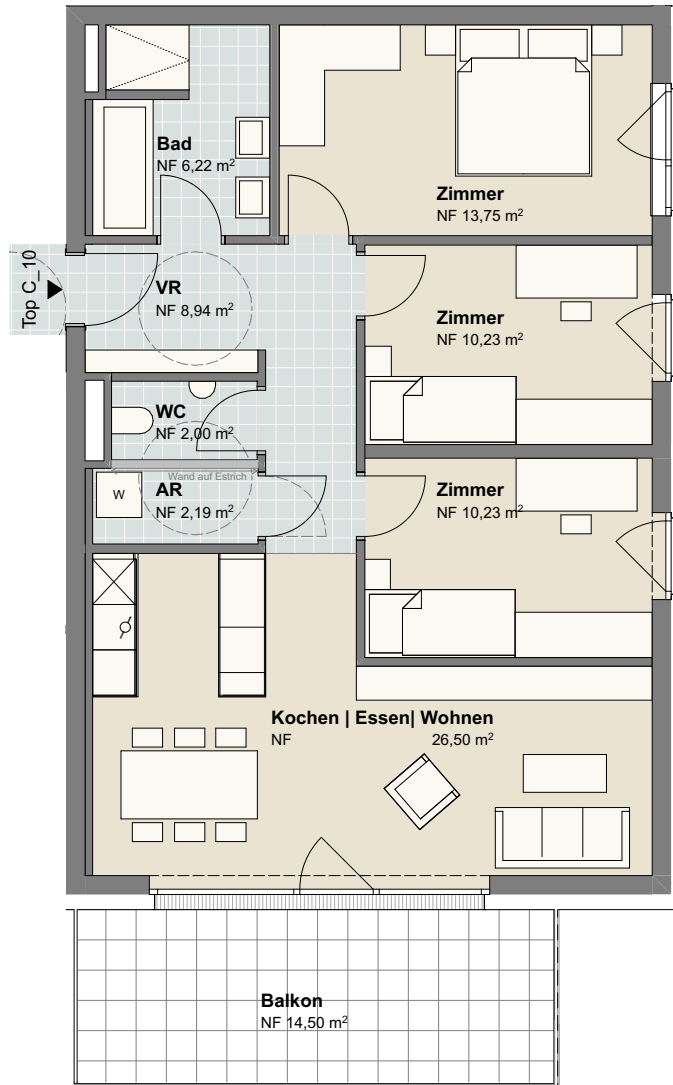 Bad
NF 6,22 m²
Zimmer
NF 13,75 m²
Top C_10
VR
NF 8,94 m²
Zimmer
NF 10,23 m²
WC
NF 2,00 m²
Wand auf Estrich
W
AR
NF 2,19 m²
Zimmer
NF 10,23 m²
Kochen | Essen| Wohnen
NF 26,50 m²
Balkon
NF 14,50 m²